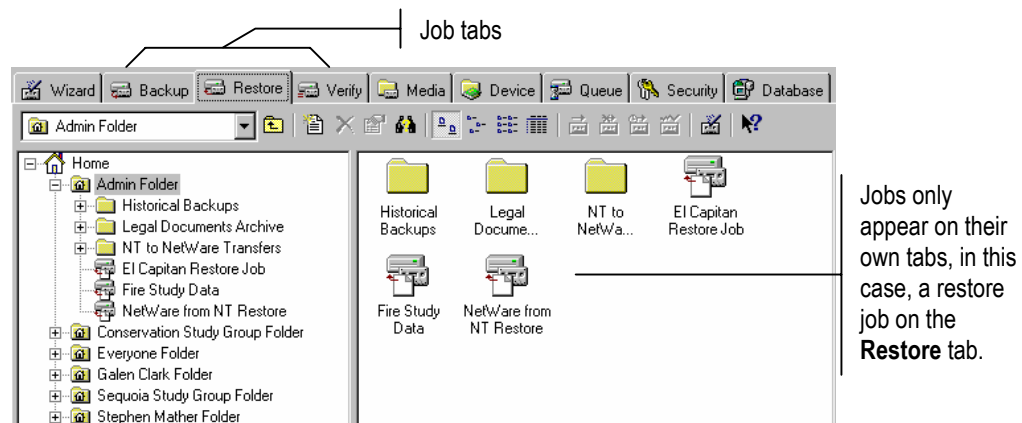 Job tabs
Wizard Backup Restore Verify Media Device Queue Security Database
Admin Folder
Home
Admin Folder
Historical Backups
Legal Documents Archive
NT to NetWare Transfers
El Capitan Restore Job
Fire Study Data
NetWare from NT Restore
Conservation Study Group Folder
Everyone Folder
Galen Clark Folder
Sequoia Study Group Folder
Stephen Mather Folder
Historical Backups
Legal Docume...
NT to NetWa...
El Capitan Restore Job
Fire Study Data
NetWare from NT Restore
Jobs only
appear on their
own tabs, in this
case, a restore
job on the
Restore tab.